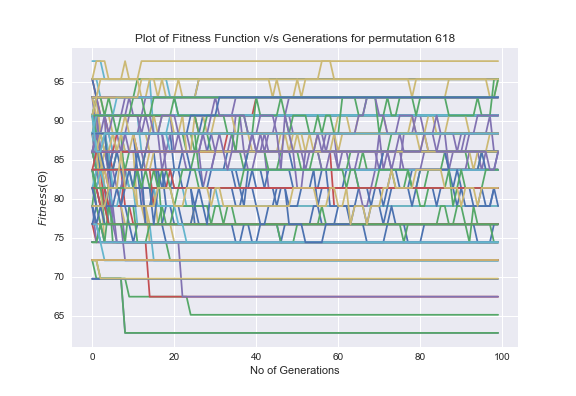 Plot of Fitness Function v/s Generations for permutation 618
95
90
85
80
75
70
65
Fitness(Θ)
0 20 40 60 80 100
No of Generations